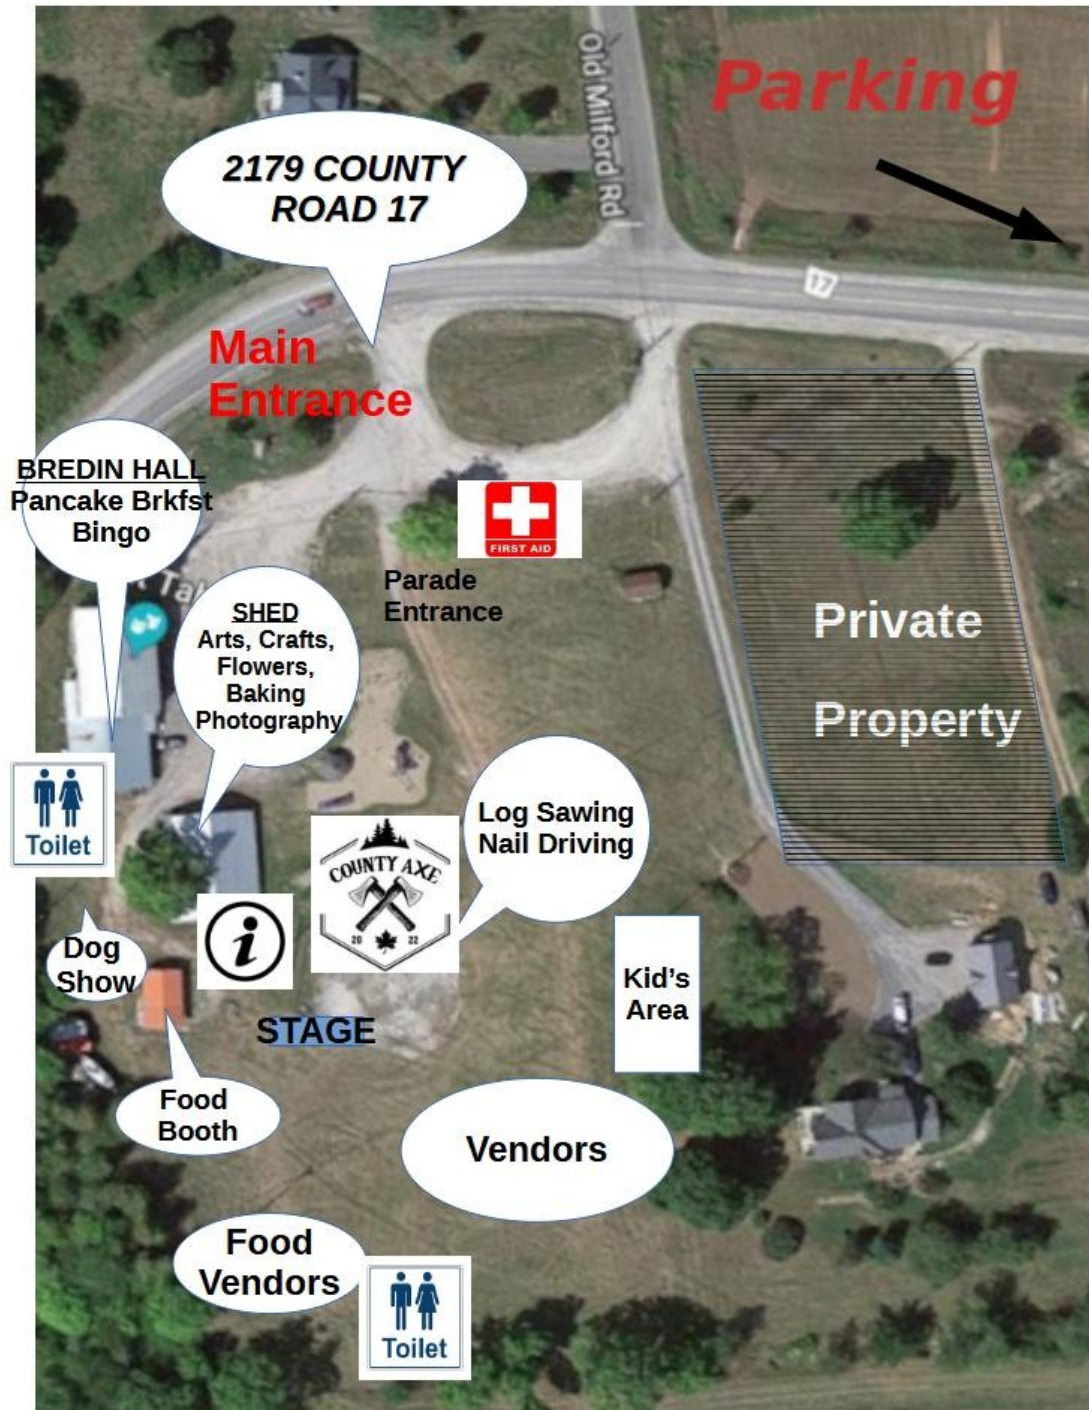 Old Milford Rd
Parking
2179 COUNTY
ROAD 17
17
Main
Entrance
BREDIN HALL
Pancake Brkfst
Bingo
FIRST AID
Parade
Entrance
SHED
Arts, Crafts,
Flowers,
Baking
Photography
Private
Property
Toilet
Log Sawing
Nail Driving
COUNTY AXE
20 22
i
Dog
Show
Kid's
Area
STAGE
Food
Booth
Vendors
Food
Vendors
Toilet